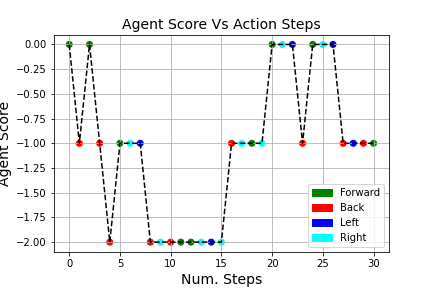 Agent Score Vs Action Steps
0.00
−0.25
−0.50
−0.75
−1.00
−1.25
−1.50
−1.75
−2.00
Agent Score
Forward
Back
Left
Right
0 5 10 15 20 25 30
Num. Steps